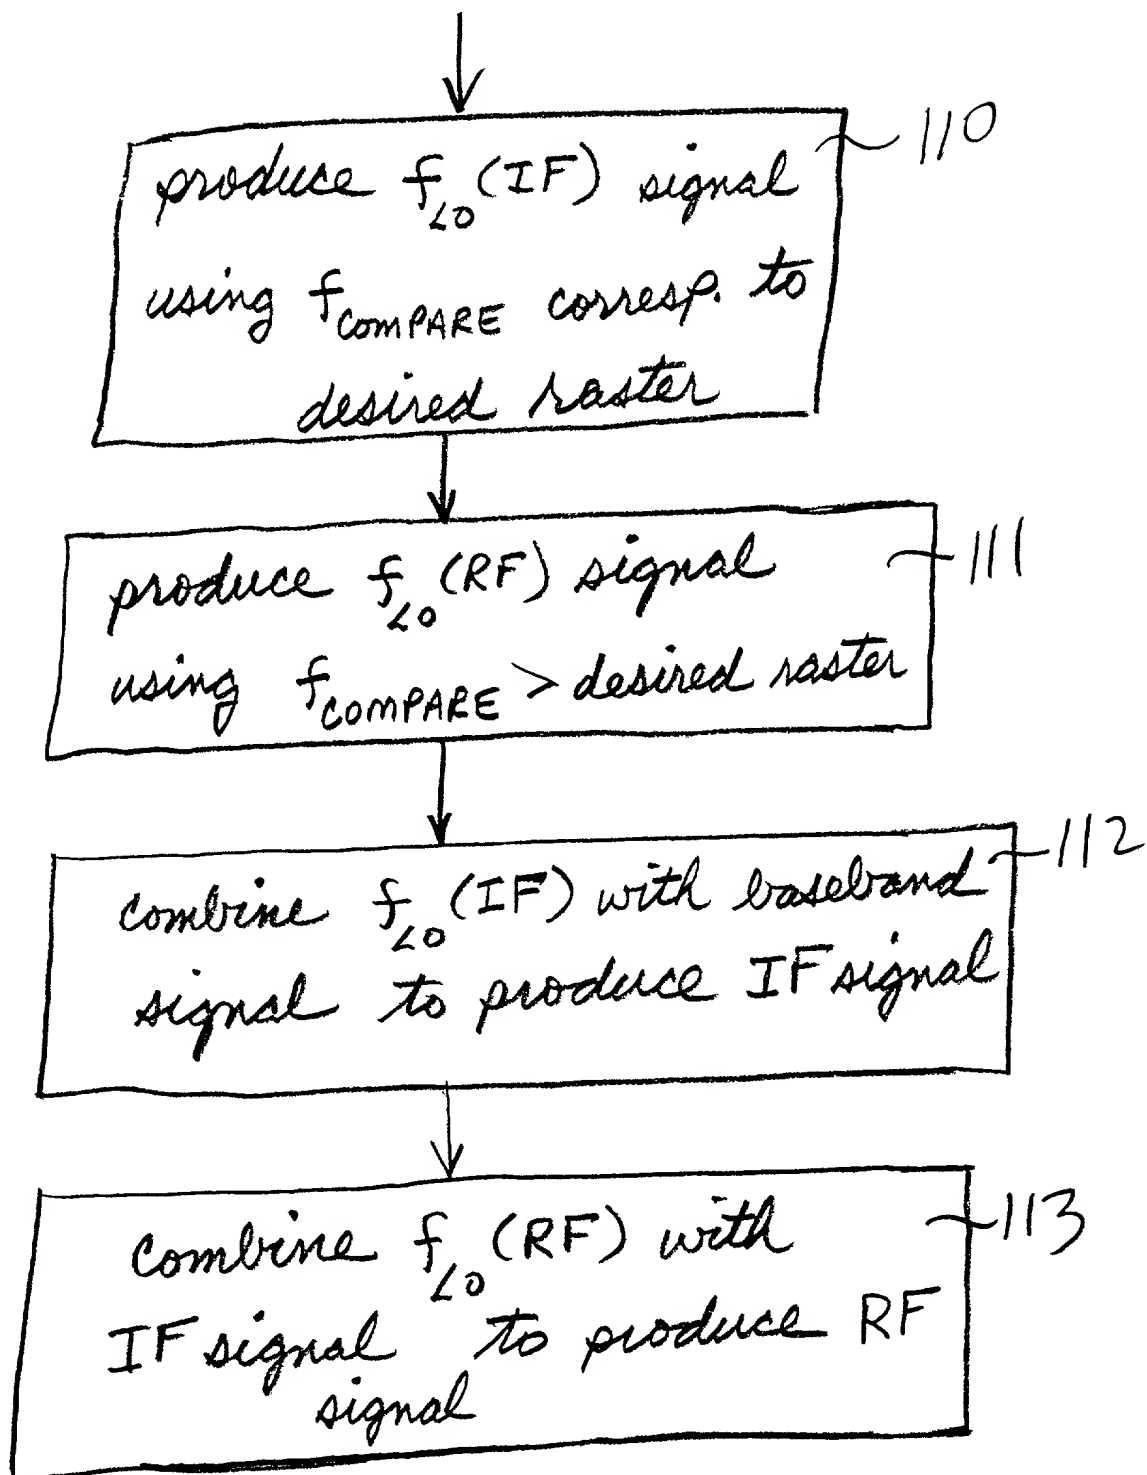 110
produce f_LO (IF) signal
using f_COMPARE corresp. to
desired raster
111
produce f_LO (RF) signal
using f_COMPARE > desired raster
112
combine f_LO (IF) with baseband
signal to produce IF signal
113
combine f_LO (RF) with
IF signal to produce RF
signal